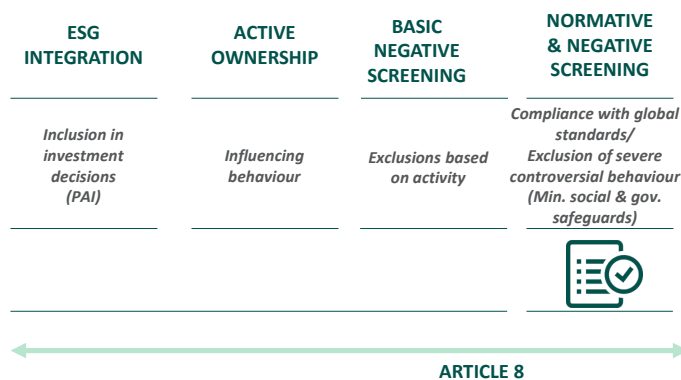 ESG
INTEGRATION
ACTIVE
OWNERSHIP
BASIC
NEGATIVE
SCREENING
NORMATIVE
& NEGATIVE
SCREENING
Inclusion in
investment
decisions
(PAI)
Influencing
behaviour
Exclusions based
on activity
Compliance with global
standards/
Exclusion of severe
controversial behaviour
(Min. social & gov.
safeguards)
ARTICLE 8